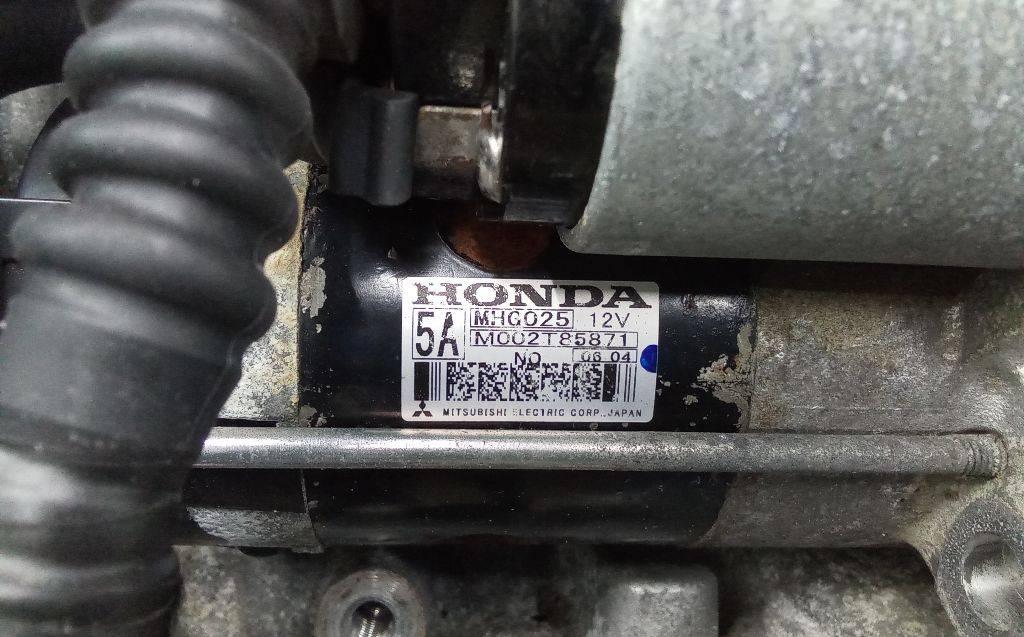 HONDA
5A MHG025 12V
M002T85871
NO 06 04
MITSUBISHI ELECTRIC CORP., JAPAN